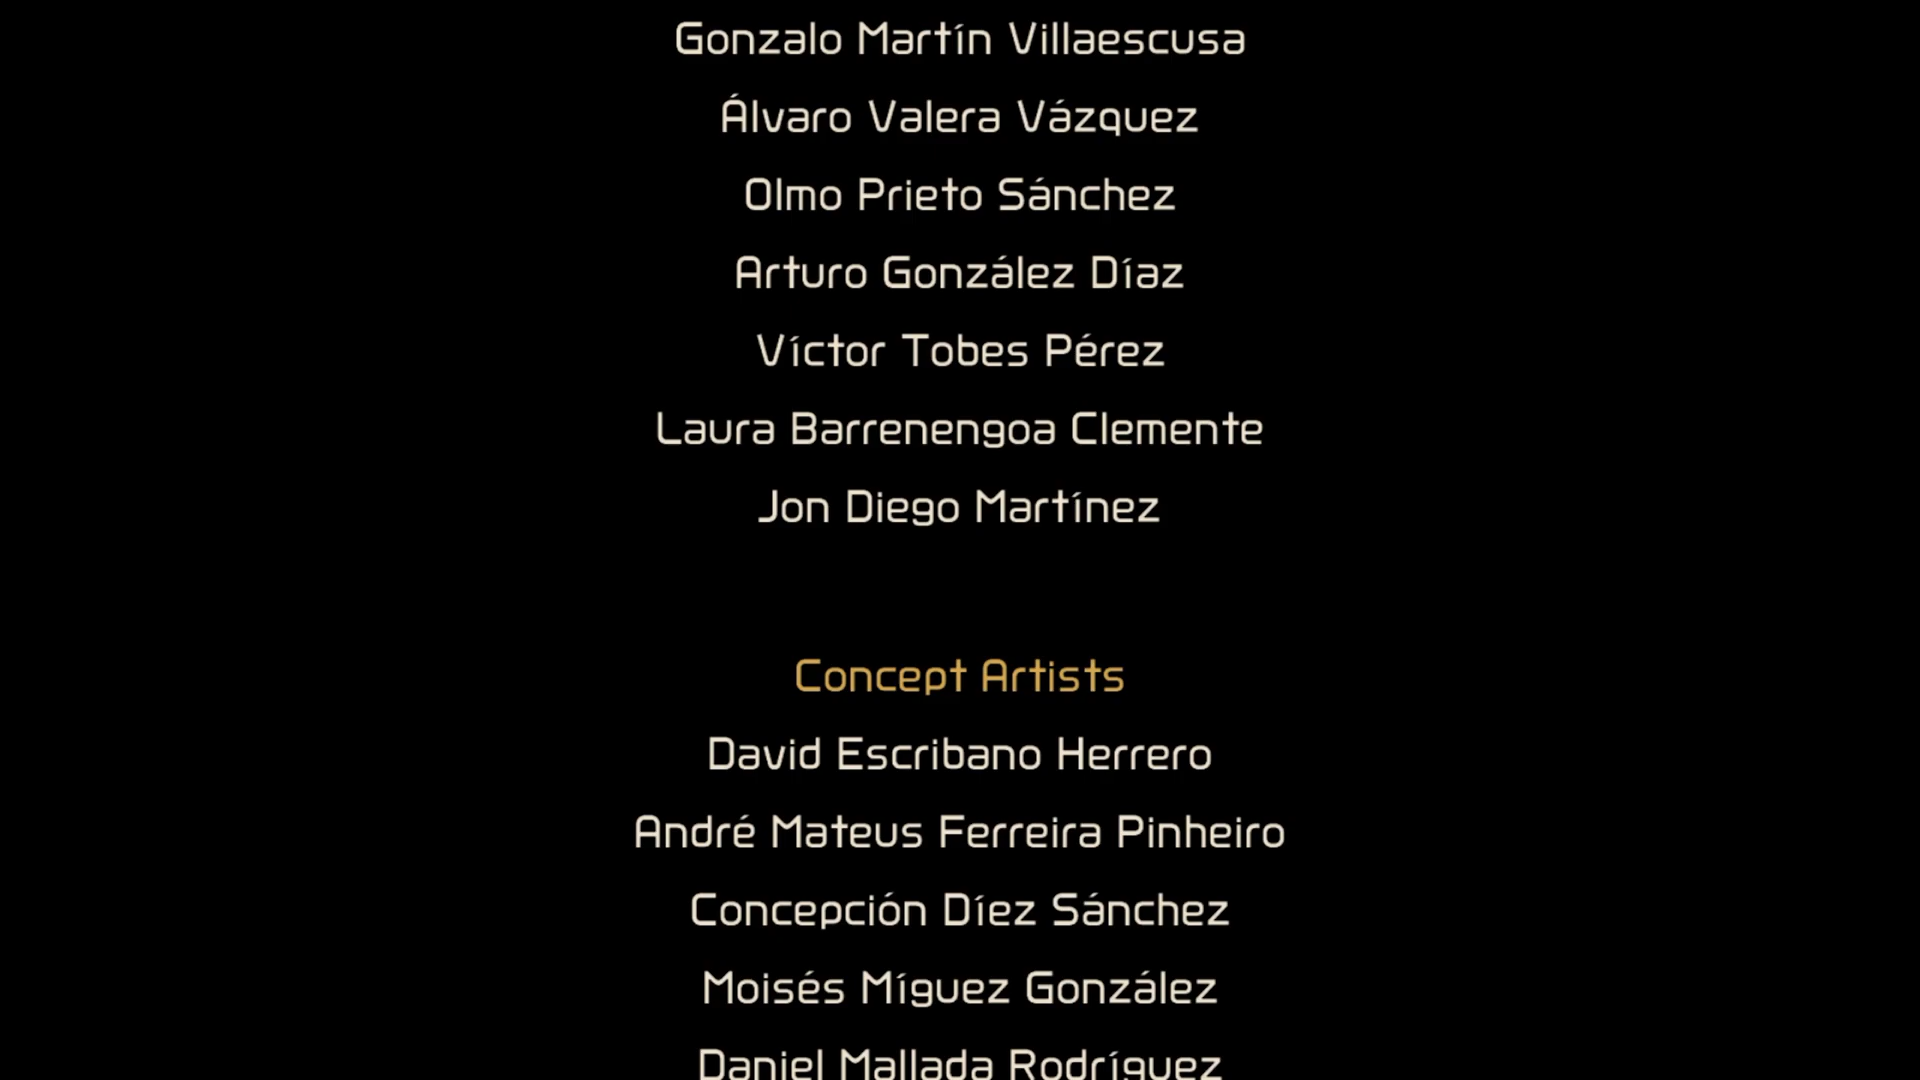 Gonzalo Martín Villaescusa
Álvaro Valera Vázquez
Olmo Prieto Sánchez
Arturo González Díaz
Víctor Tobes Pérez
Laura Barrenengoa Clemente
Jon Diego Martínez
Concept Artists
David Escribano Herrero
André Mateus Ferreira Pinheiro
Concepción Díez Sánchez
Moisés Míguez González
Daniel Mallada Rodríguez